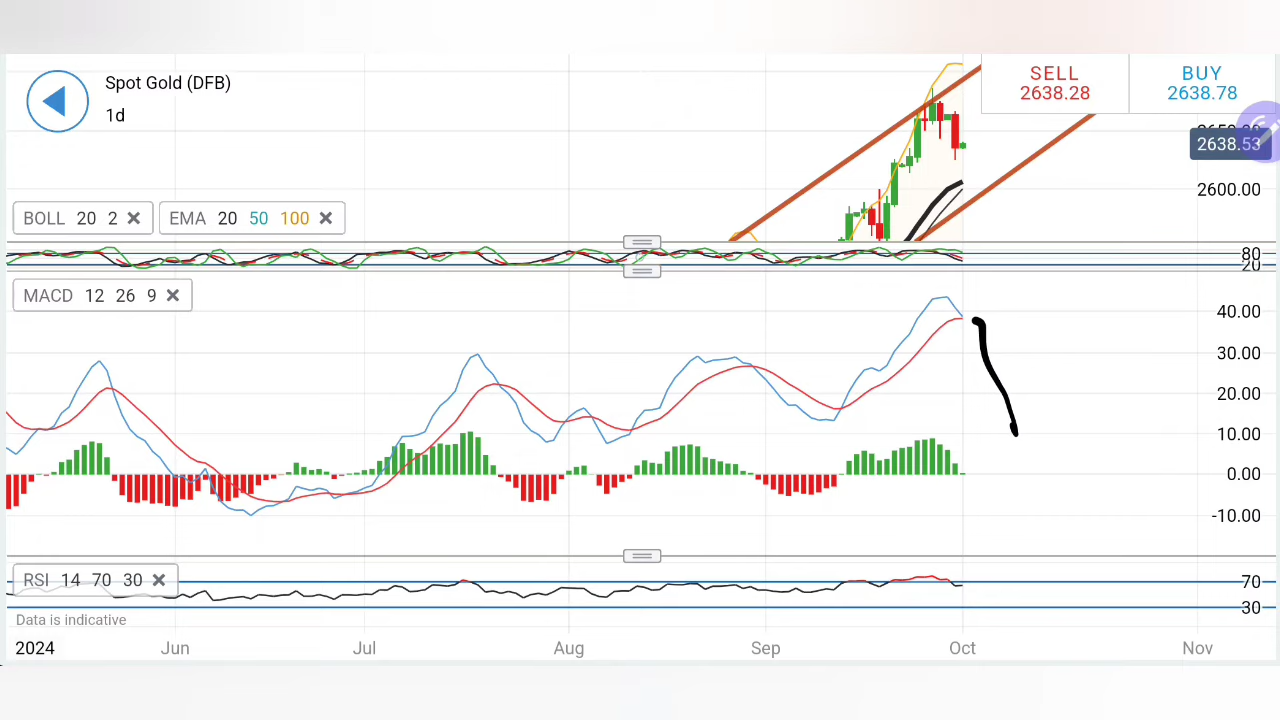 Spot Gold (DFB)
1d
SELL
2638.28
BUY
2638.78
2638.53
2600.00
BOLL 20 2
EMA 20 50 100
80
20
MACD 12 26 9
40.00
30.00
20.00
10.00
0.00
-10.00
RSI 14 70 30
70
30
Data is indicative
2024 Jun Jul Aug Sep Oct Nov